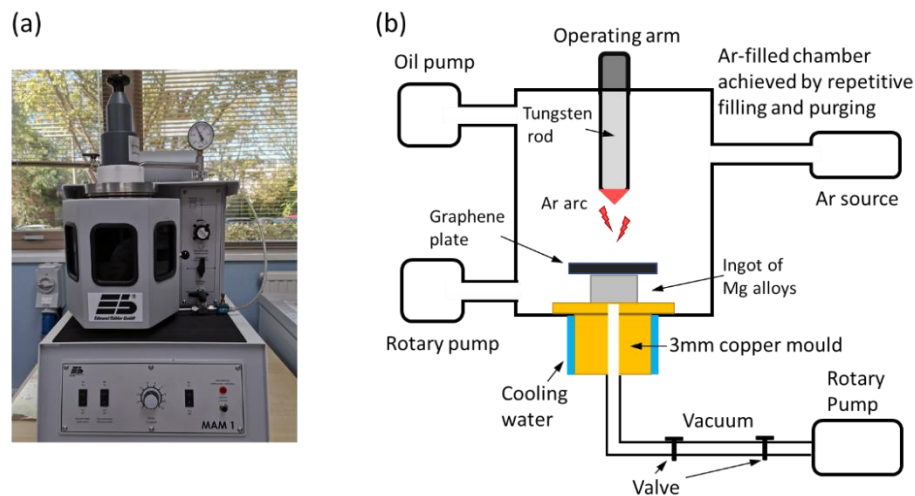 (a)
(b)
Operating arm
Oil pump
Ar-filled chamber
achieved by repetitive
filling and purging
Tungsten
rod
Ar arc
Ar source
Graphene
plate
Ingot of
Mg alloys
Rotary pump
3mm copper mould
Cooling
water
Rotary
Pump
Vacuum
Valve
Edmund Bühler GmbH
MAM 1